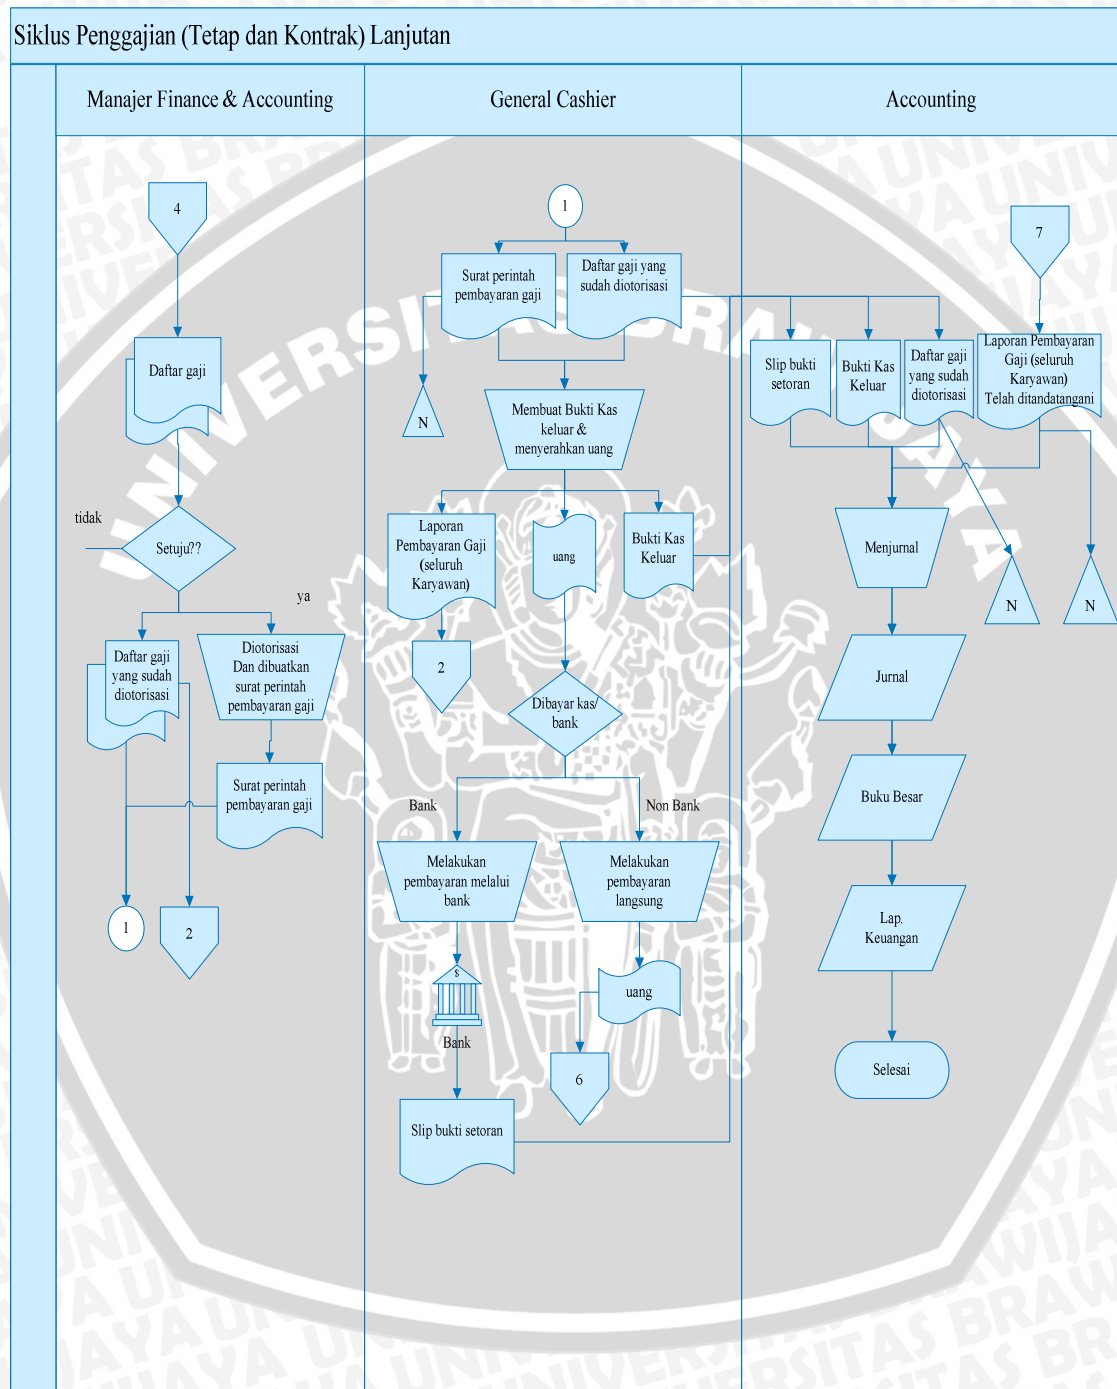 Siklus Penggajian (Tetap dan Kontrak) Lanjutan
Manajer Finance & Accounting
General Cashier
Accounting
4
Daftar gaji
tidak
Setuju??
ya
Daftar gaji
yang sudah
diotorisasi
Diotorisasi
Dan dibuatkan
surat perintah
pembayaran gaji
Surat perintah
pembayaran gaji
1
2
1
Surat perintah
pembayaran gaji
Daftar gaji yang
sudah diotorisasi
N
Membuat Bukti Kas
keluar &
menyerahkan uang
Laporan
Pembayaran Gaji
(seluruh
Karyawan)
uang
Bukti Kas
Keluar
2
Dibayar kas/
bank
Bank
Non Bank
Melakukan
pembayaran melalui
bank
Melakukan
pembayaran
langsung
$
Bank
uang
6
Slip bukti setoran
7
Slip bukti
setoran
Bukti Kas
Keluar
Daftar gaji
yang sudah
diotorisasi
Laporan Pembayaran
Gaji (seluruh
Karyawan)
Telah ditandatangani
Menjurnal
N
N
Jurnal
Buku Besar
Lap.
Keuangan
Selesai
UNIVERSITAS BRAWIJAYA